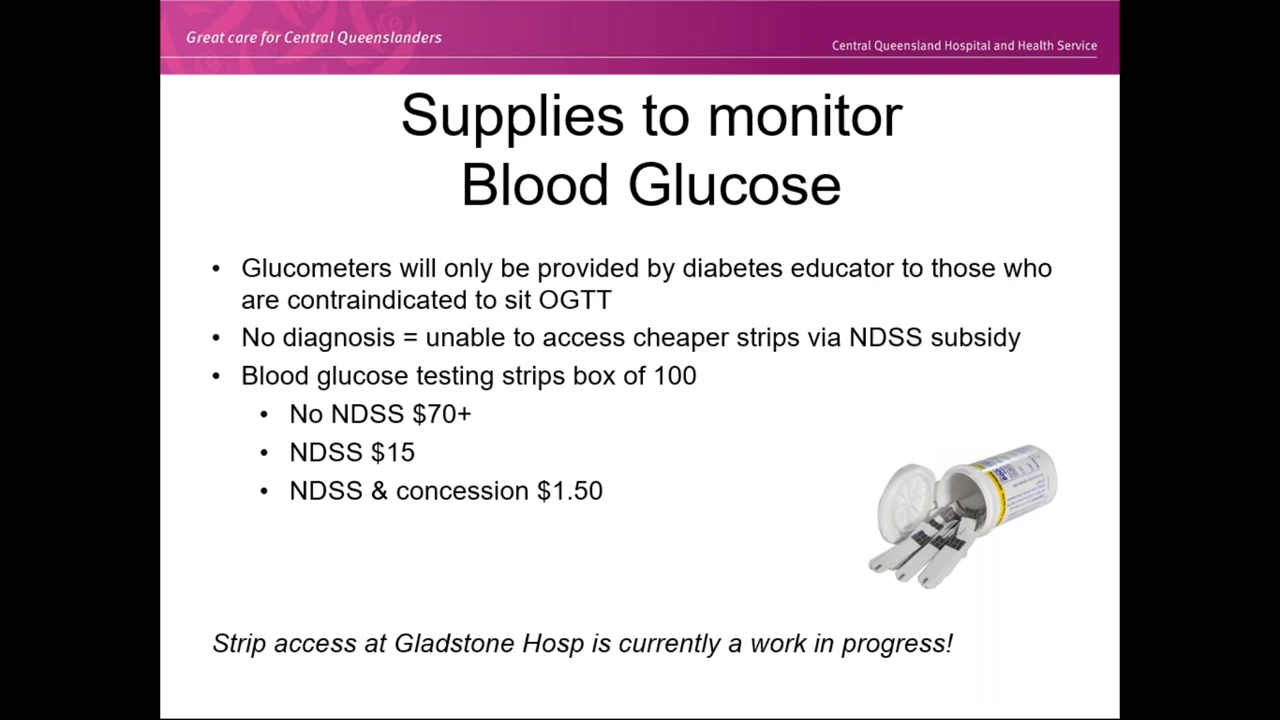 Great care for Central Queenslanders
Central Queensland Hospital and Health Service
Supplies to monitor
Blood Glucose
• Glucometers will only be provided by diabetes educator to those who
are contraindicated to sit OGTT
• No diagnosis = unable to access cheaper strips via NDSS subsidy
• Blood glucose testing strips box of 100
• No NDSS $70+
• NDSS $15
• NDSS & concession $1.50
Strip access at Gladstone Hosp is currently a work in progress!